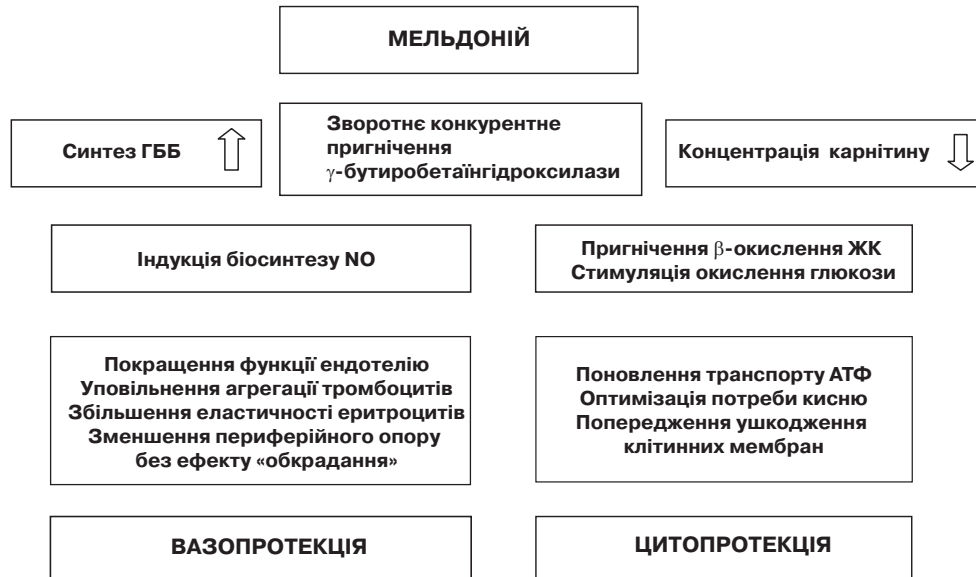 МЕЛЬДОНІЙ
Синтез ГББ
Зворотнє конкурентне
пригнічення
γ-бутиробетаїнгідроксилази
Концентрація карнітину
Індукція біосинтезу NO
Пригнічення β-окислення ЖК
Стимуляція окислення глюкози
Покращення функції ендотелію
Уповільнення агрегації тромбоцитів
Збільшення еластичності еритроцитів
Зменшення периферійного опору
без ефекту «обкрадання»
Поновлення транспорту АТФ
Оптимізація потреби кисню
Попередження ушкодження
клітинних мембран
ВАЗОПРОТЕКЦІЯ
ЦИТОПРОТЕКЦІЯ